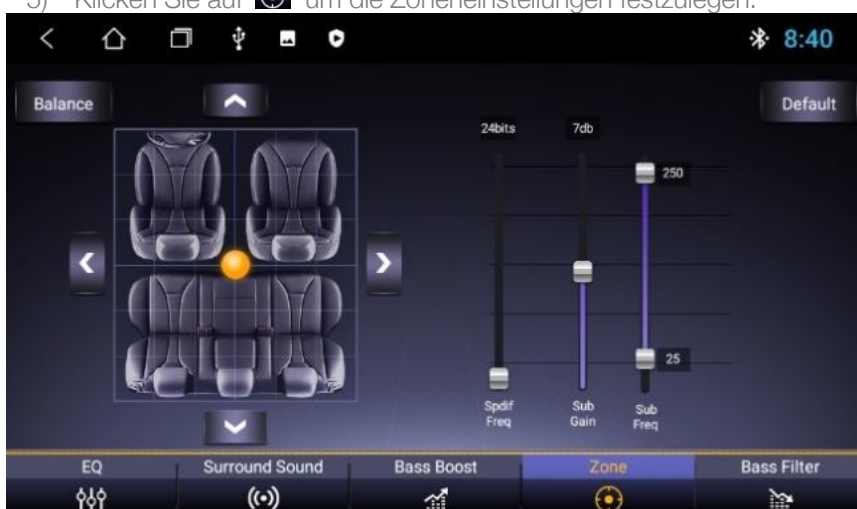 5) Klicken Sie auf um die Zoneneinstellungen festzulegen.
8:40
Balance
Default
24bits
7db
250
25
Spdif
Freq
Sub
Gain
Sub
Freq
EQ
Surround Sound
Bass Boost
Zone
Bass Filter